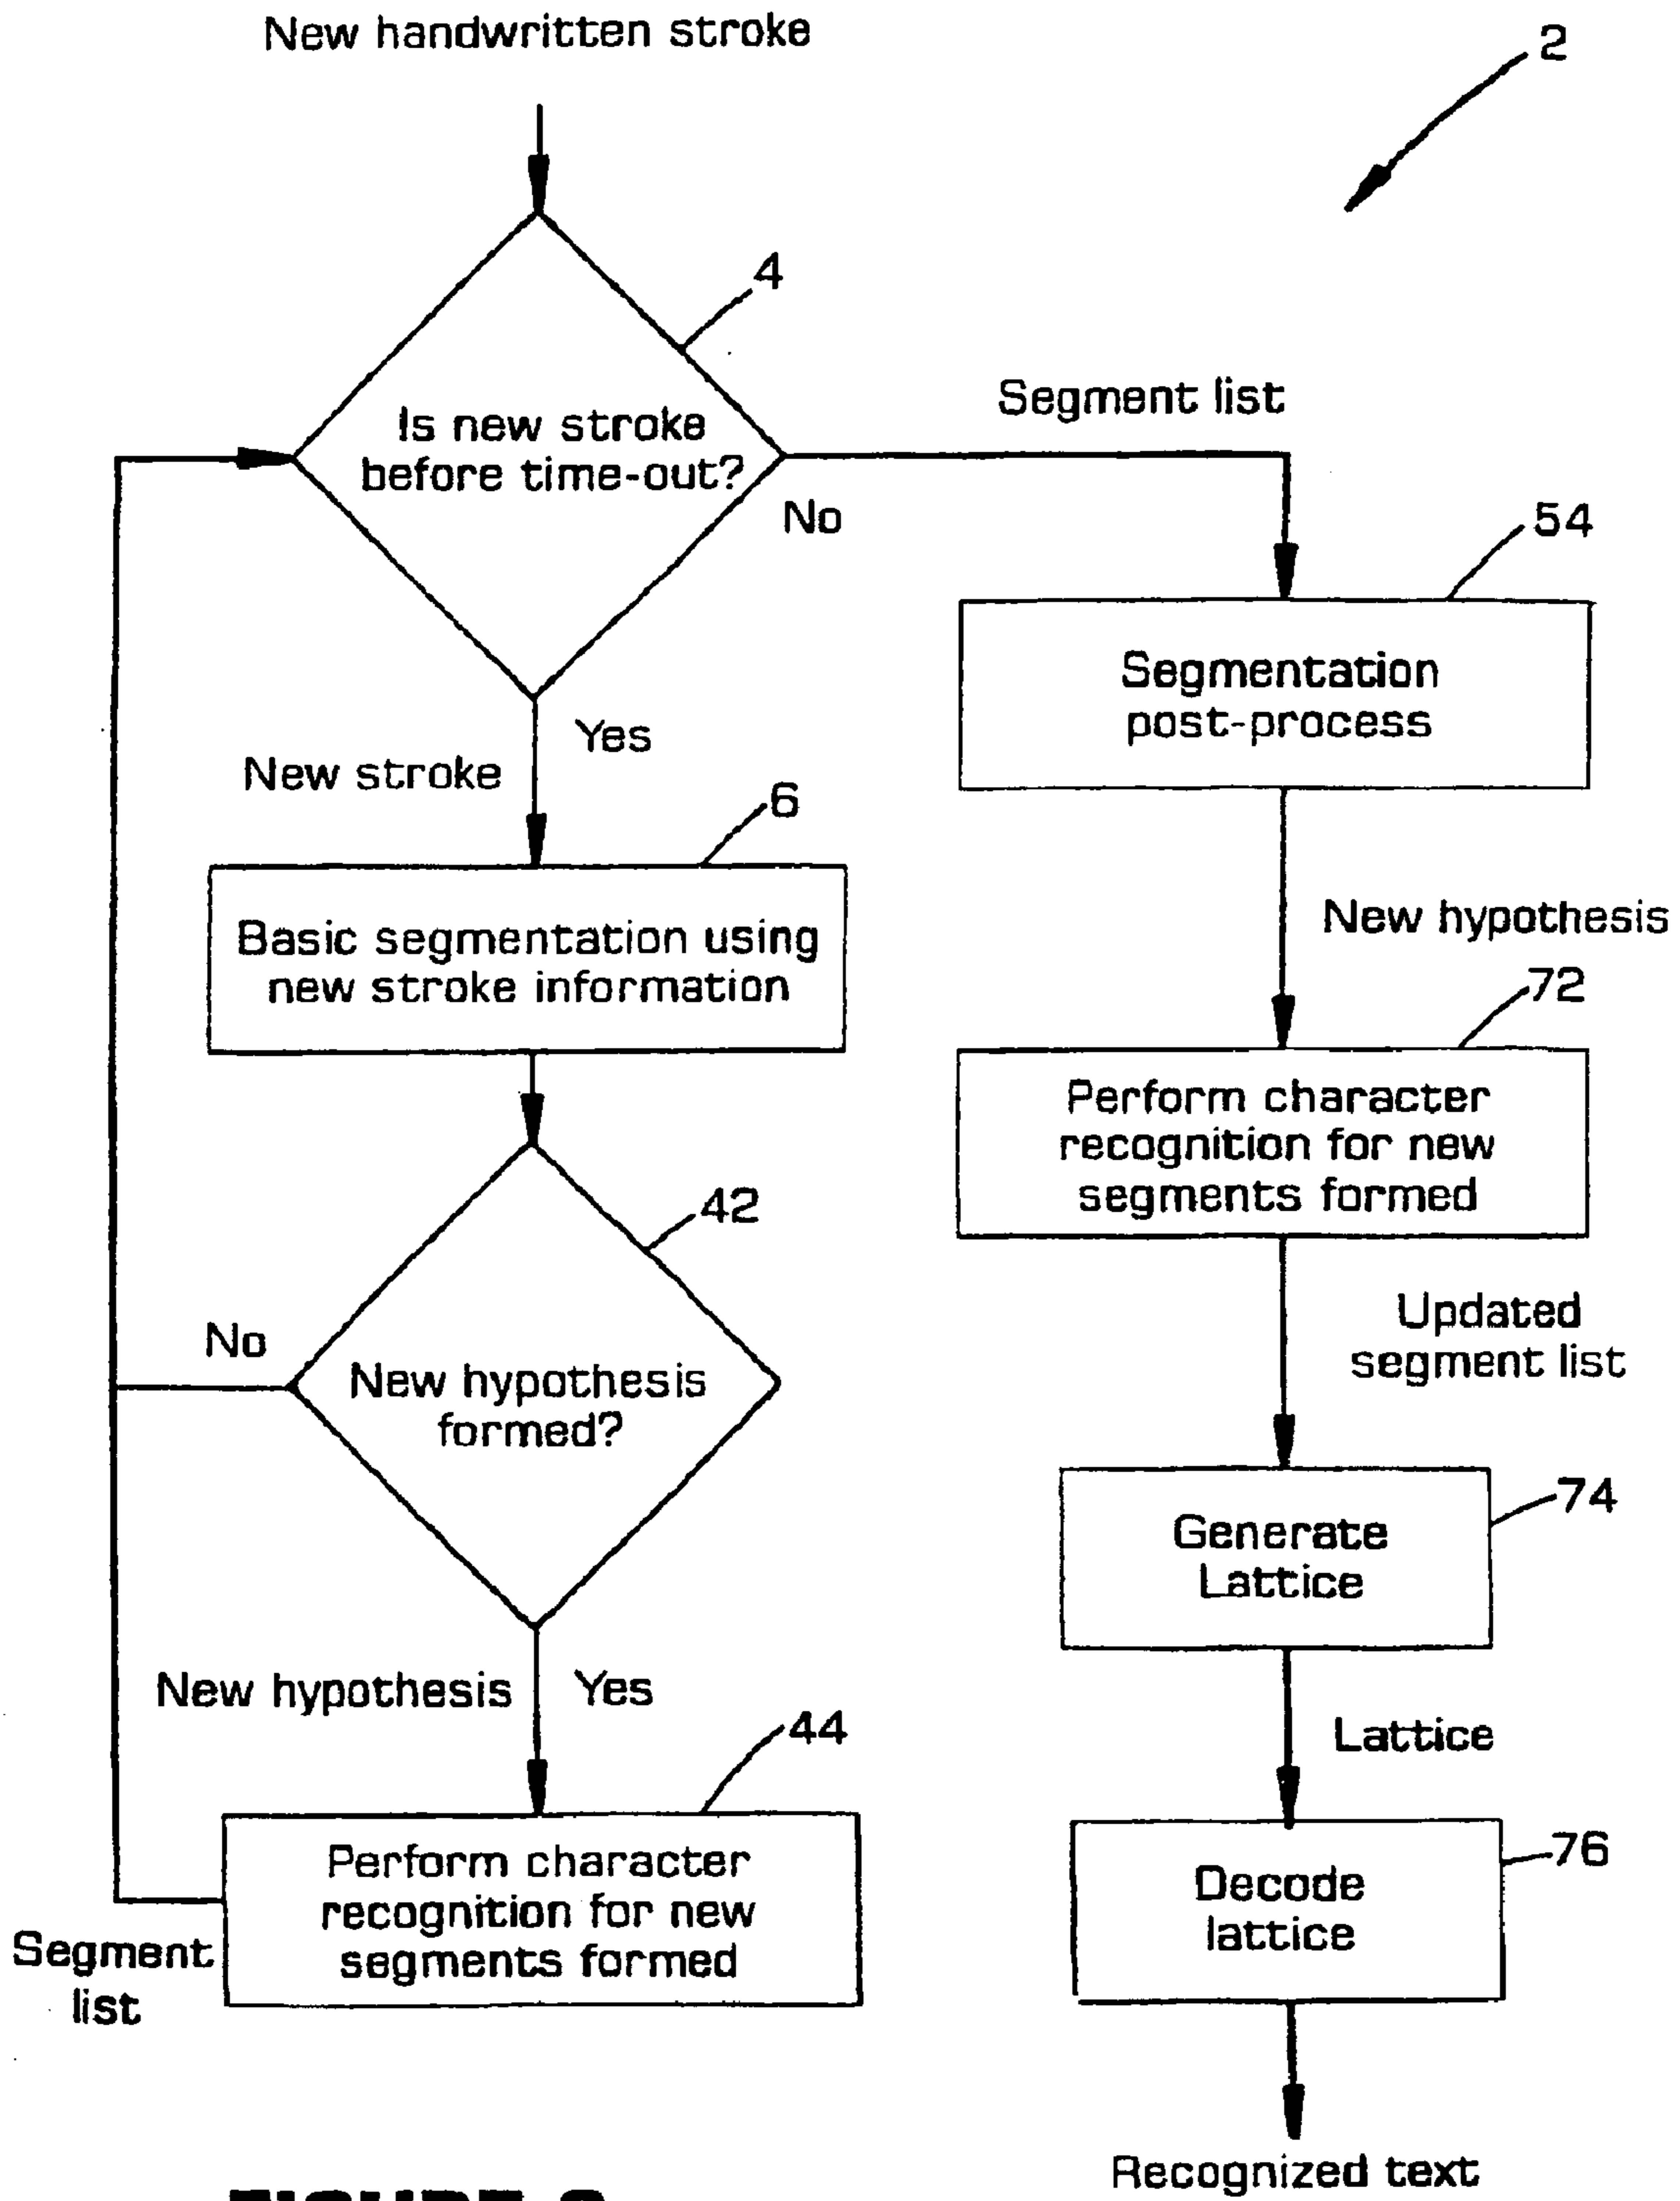 New handwritten stroke
2
4
Is new stroke
before time-out?
No
Segment list
54
Segmentation
post-process
Yes
New stroke
6
Basic segmentation using
new stroke information
New hypothesis
72
Perform character
recognition for new
segments formed
42
No
New hypothesis
formed?
Updated
segment list
74
Generate
Lattice
New hypothesis
Yes
44
Lattice
76
Perform character
recognition for new
segments formed
Decode
lattice
Segment
list
Recognized text